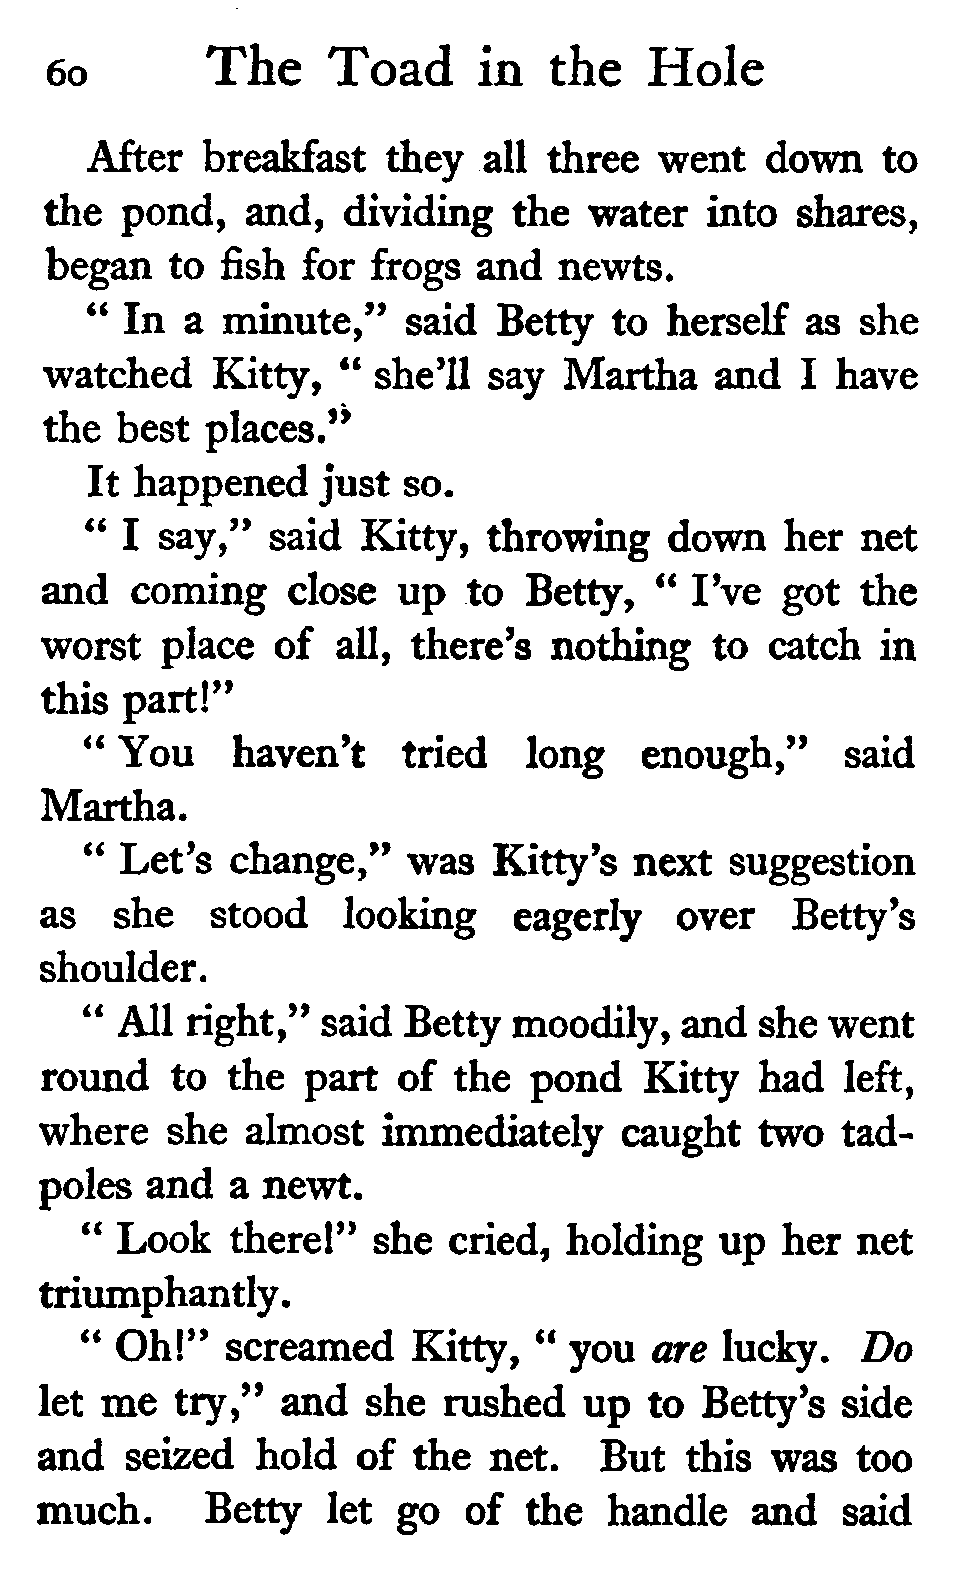 60 The Toad in the Hole
After breakfast they all three went down to
the pond, and, dividing the water into shares,
began to fish for frogs and newts.
" In a minute," said Betty to herself as she
watched Kitty, " she'll say Martha and I have
the best places."
It happened just so.
" I say," said Kitty, throwing down her net
and coming close up to Betty, " I've got the
worst place of all, there's nothing to catch in
this part!"
" You haven't tried long enough," said
Martha.
" Let's change," was Kitty's next suggestion
as she stood looking eagerly over Betty's
shoulder.
" All right," said Betty moodily, and she went
round to the part of the pond Kitty had left,
where she almost immediately caught two tad-
poles and a newt.
" Look there!" she cried, holding up her net
triumphantly.
" Oh!" screamed Kitty, " you are lucky. Do
let me try," and she rushed up to Betty's side
and seized hold of the net. But this was too
much. Betty let go of the handle and said